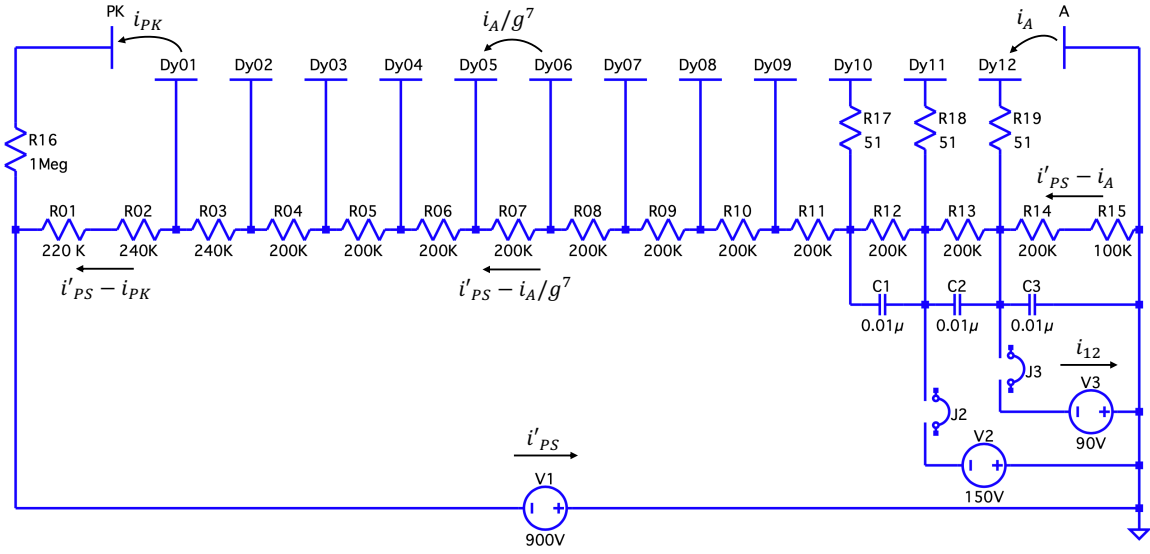 PK i_PK i_A/g⁷ i_A A
Dy01 Dy02 Dy03 Dy04 Dy05 Dy06 Dy07 Dy08 Dy09 Dy10 Dy11 Dy12
R17 R18 R19
51 51 51
R16
1Meg
i'_PS − i_A
R01 R02 R03 R04 R05 R06 R07 R08 R09 R10 R11 R12 R13 R14 R15
220 K 240K 240K 200K 200K 200K 200K 200K 200K 200K 200K 200K 200K 200K 100K
i'_PS − i_PK i'_PS − i_A/g⁷
C1 C2 C3
0.01µ 0.01µ 0.01µ
i_12
J3
V3
- +
90V
J2
V2
- +
150V
i'_PS
V1
- +
900V